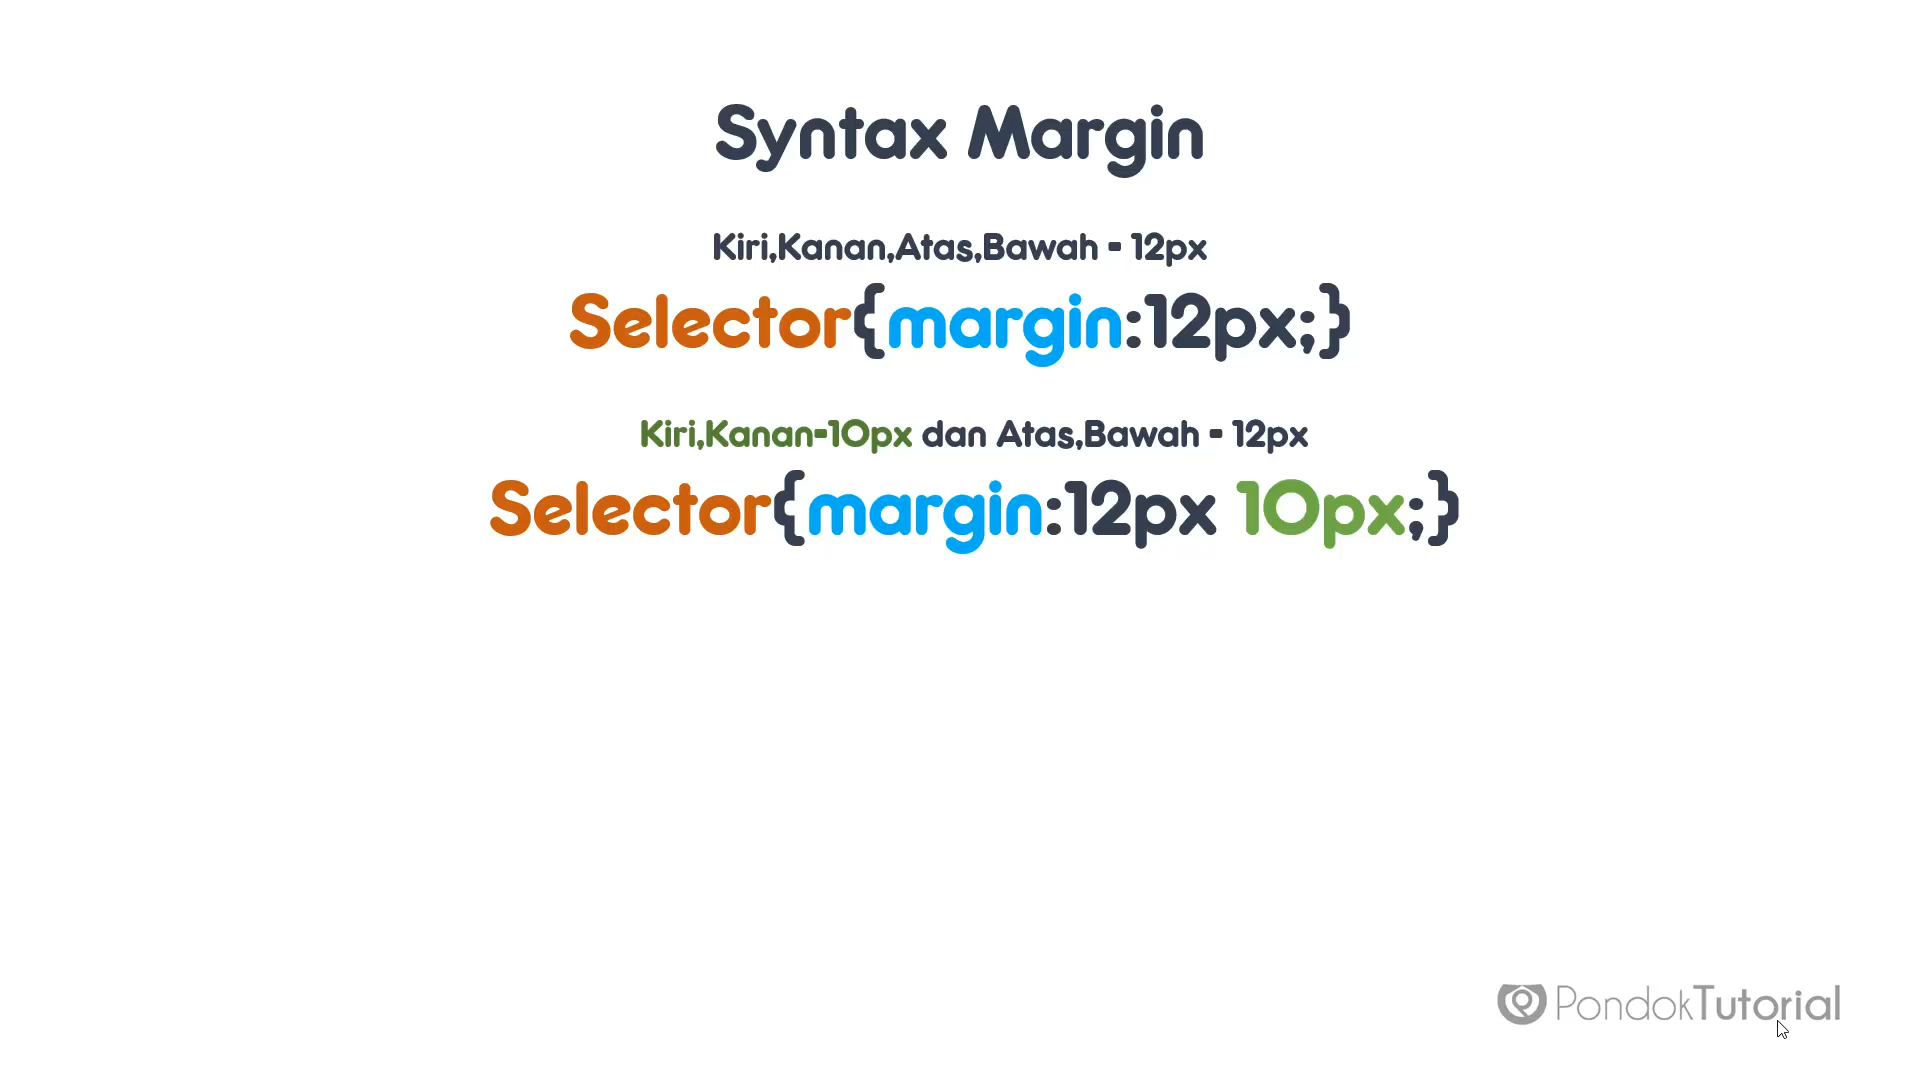 Syntax Margin
Kiri,Kanan,Atas,Bawah - 12px
Selector{margin:12px;}
Kiri,Kanan-10px dan Atas,Bawah - 12px
Selector{margin:12px 10px;}
PondokTutorial